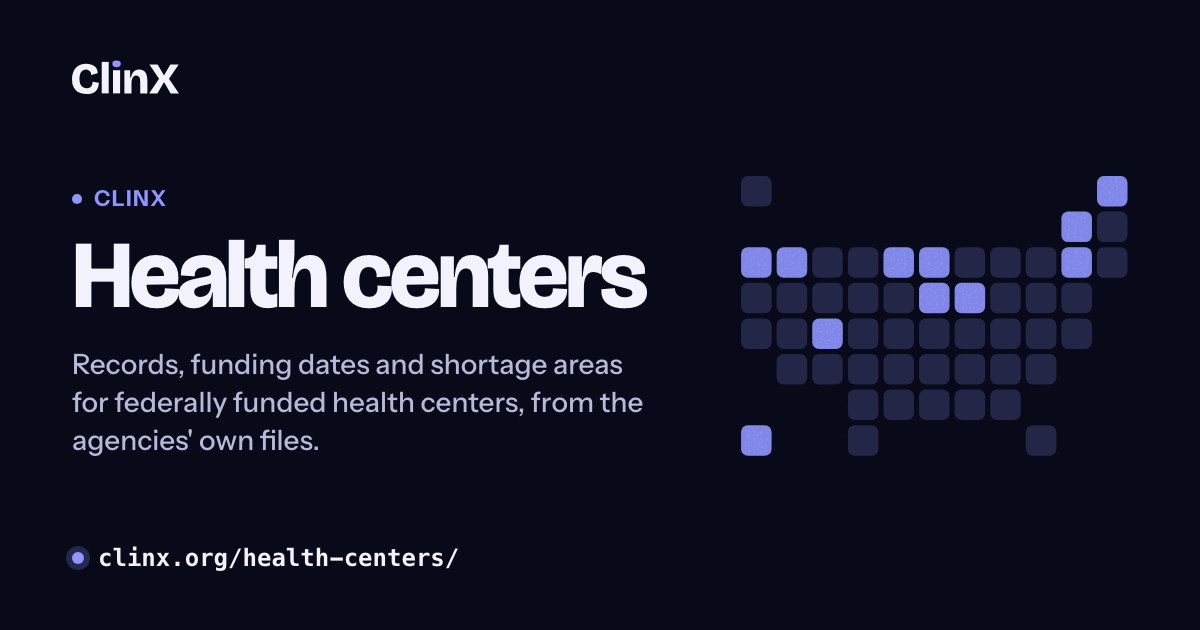 ClinX
CLINX
Health centers
Records, funding dates and shortage areas
for federally funded health centers, from the
agencies' own files.
clinx.org/health-centers/